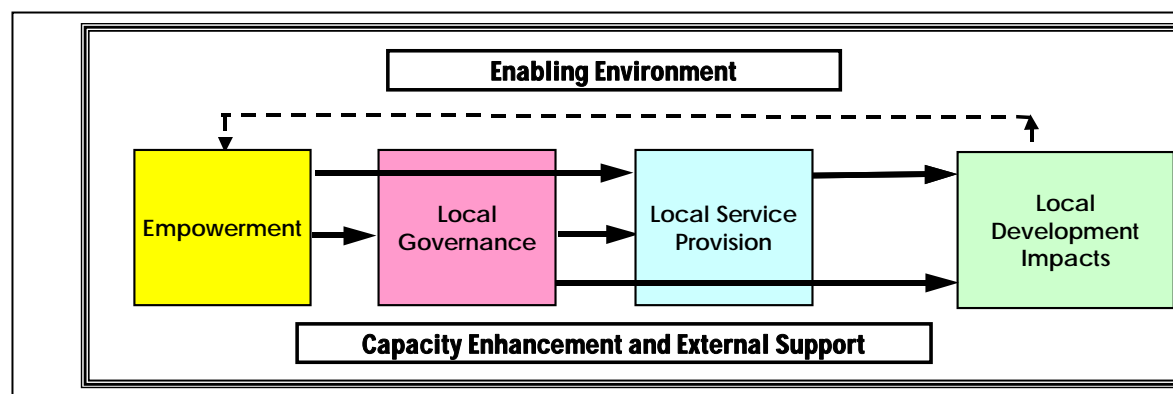 Enabling Environment
Empowerment
Local
Governance
Local Service
Provision
Local
Development
Impacts
Capacity Enhancement and External Support